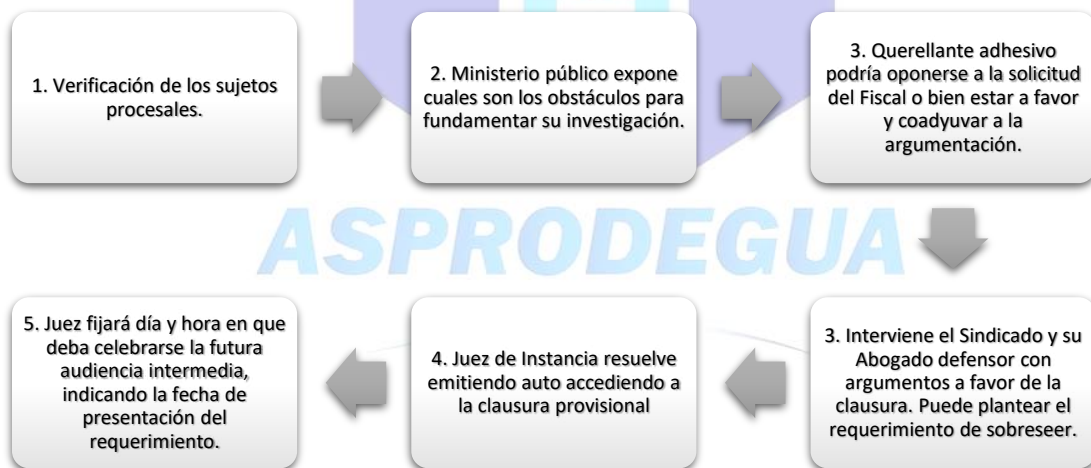 1. Verificación de los sujetos
procesales.
2. Ministerio público expone
cuales son los obstáculos para
fundamentar su investigación.
3. Querellante adhesivo
podría oponerse a la solicitud
del Fiscal o bien estar a favor
y coadyuvar a la
argumentación.
ASPRODEGUA
3. Interviene el Sindicado y su
Abogado defensor con
argumentos a favor de la
clausura. Puede plantear el
requerimiento de sobreseer.
4. Juez de Instancia resuelve
emitiendo auto accediendo a
la clausura provisional
5. Juez fijará día y hora en que
deba celebrarse la futura
audiencia intermedia,
indicando la fecha de
presentación del
requerimiento.